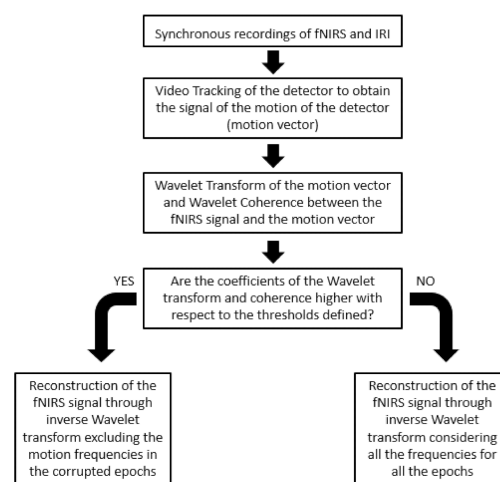 Synchronous recordings of fNIRS and IRI
Video Tracking of the detector to obtain
the signal of the motion of the detector
(motion vector)
Wavelet Transform of the motion vector
and Wavelet Coherence between the
fNIRS signal and the motion vector
YES
Are the coefficients of the Wavelet
transform and coherence higher with
respect to the thresholds defined?
NO
Reconstruction of the
fNIRS signal through
inverse Wavelet
transform excluding the
motion frequencies in
the corrupted epochs
Reconstruction of the
fNIRS signal through
inverse Wavelet
transform considering
all the frequencies for
all the epochs